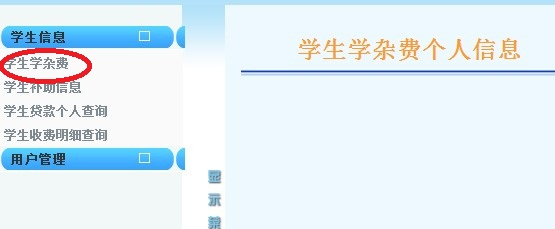 学生信息
学生学杂费
学生补助信息
学生贷款个人查询
学生收费明细查询
用户管理
学生学杂费个人信息
显
示